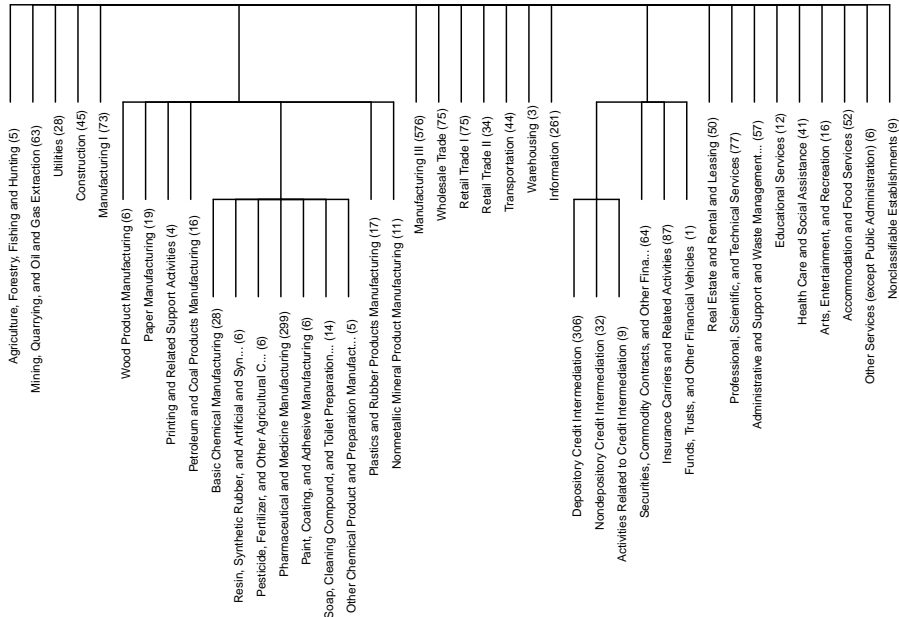 Agriculture, Forestry, Fishing and Hunting (5)
Mining, Quarrying, and Oil and Gas Extraction (63)
Utilities (28)
Construction (45)
Manufacturing I (73)
Wood Product Manufacturing (6)
Paper Manufacturing (19)
Printing and Related Support Activities (4)
Petroleum and Coal Products Manufacturing (16)
Basic Chemical Manufacturing (28)
Resin, Synthetic Rubber, and Artificial and Syn... (6)
Pesticide, Fertilizer, and Other Agricultural C... (6)
Pharmaceutical and Medicine Manufacturing (299)
Paint, Coating, and Adhesive Manufacturing (6)
Soap, Cleaning Compound, and Toilet Preparation... (14)
Other Chemical Product and Preparation Manufact... (5)
Plastics and Rubber Products Manufacturing (17)
Nonmetallic Mineral Product Manufacturing (11)
Manufacturing III (576)
Wholesale Trade (75)
Retail Trade I (75)
Retail Trade II (34)
Transportation (44)
Warehousing (3)
Information (261)
Depository Credit Intermediation (306)
Nondepository Credit Intermediation (32)
Activities Related to Credit Intermediation (9)
Securities, Commodity Contracts, and Other Fina... (64)
Insurance Carriers and Related Activities (87)
Funds, Trusts, and Other Financial Vehicles (1)
Real Estate and Rental and Leasing (50)
Professional, Scientific, and Technical Services (77)
Administrative and Support and Waste Management... (57)
Educational Services (12)
Health Care and Social Assistance (41)
Arts, Entertainment, and Recreation (16)
Accommodation and Food Services (52)
Other Services (except Public Administration) (6)
Nonclassifiable Establishments (9)